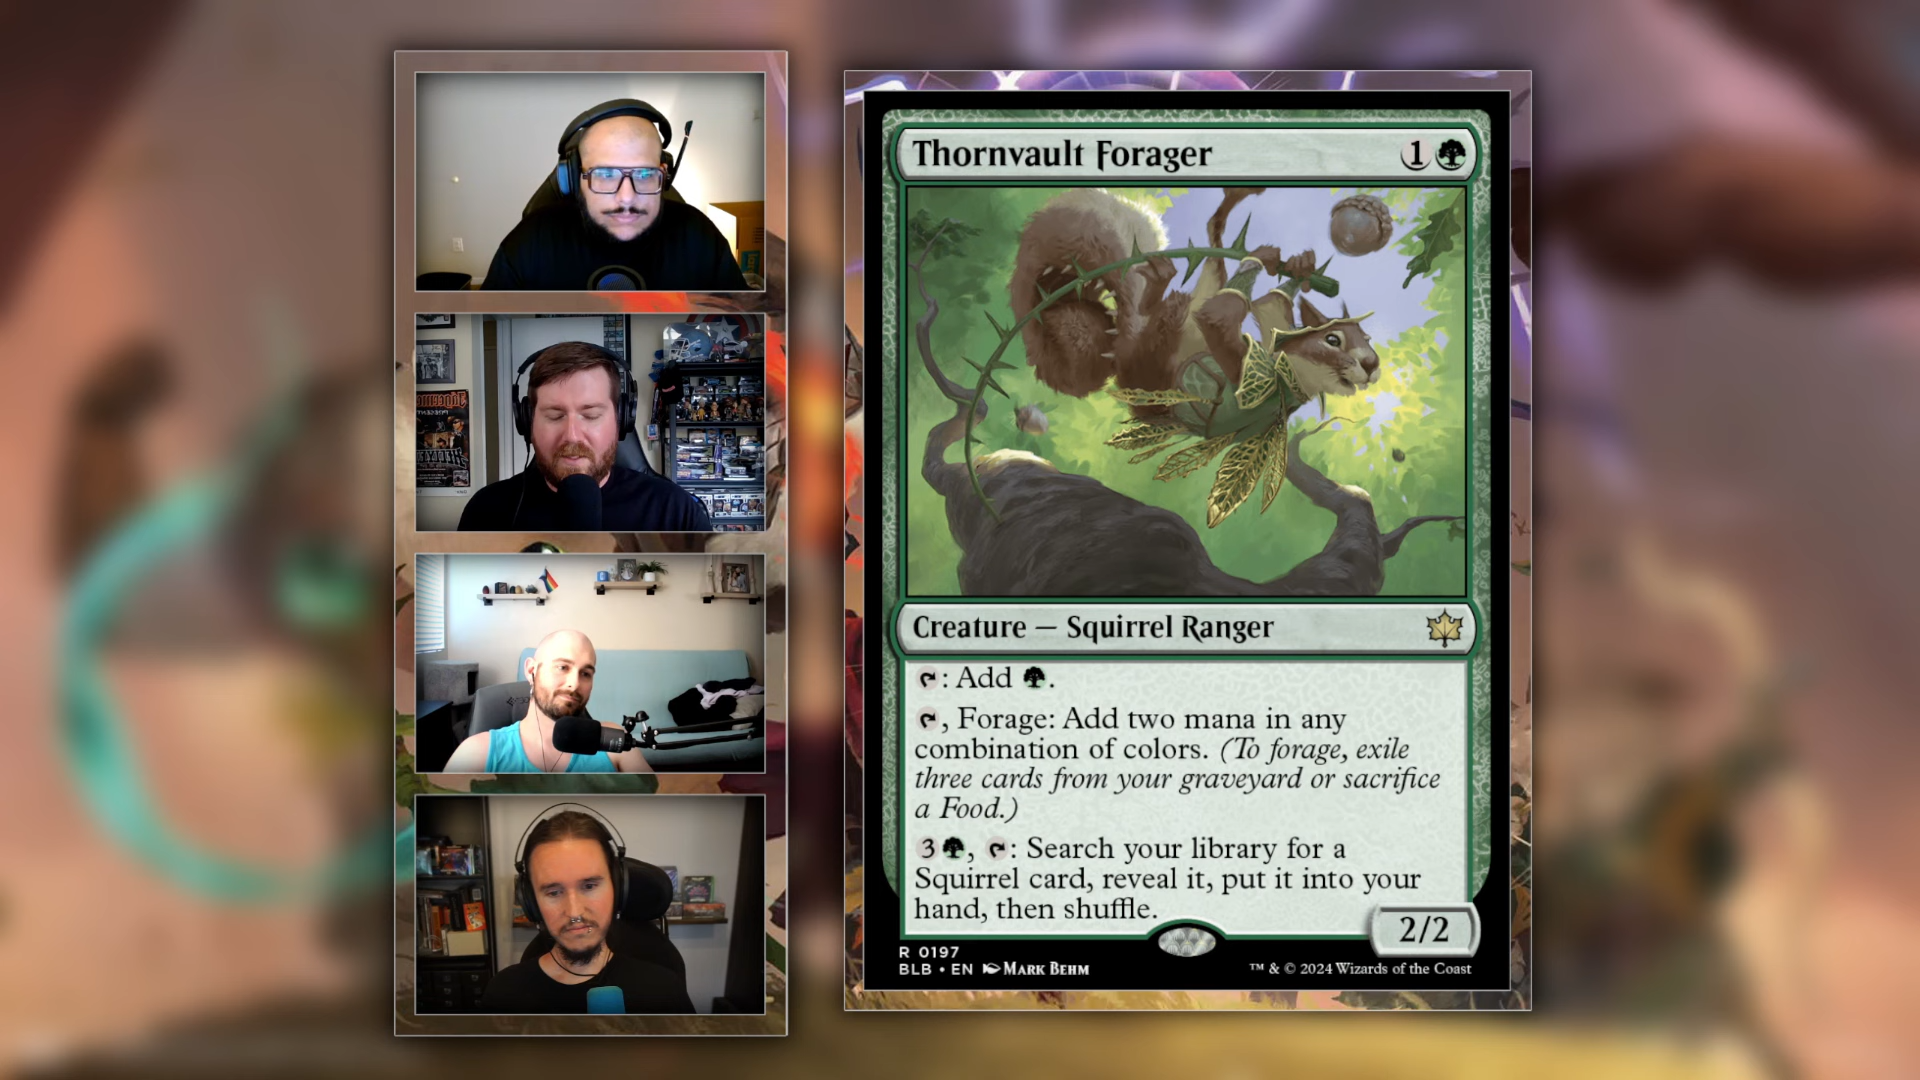 Thornvault Forager 1
Creature — Squirrel Ranger
: Add .
, Forage: Add two mana in any
combination of colors. (To forage, exile
three cards from your graveyard or sacrifice
a Food.)
3 , : Search your library for a
Squirrel card, reveal it, put it into your
hand, then shuffle.
2/2
R 0197
BLB • EN MARK BEHM
™ & © 2024 Wizards of the Coast